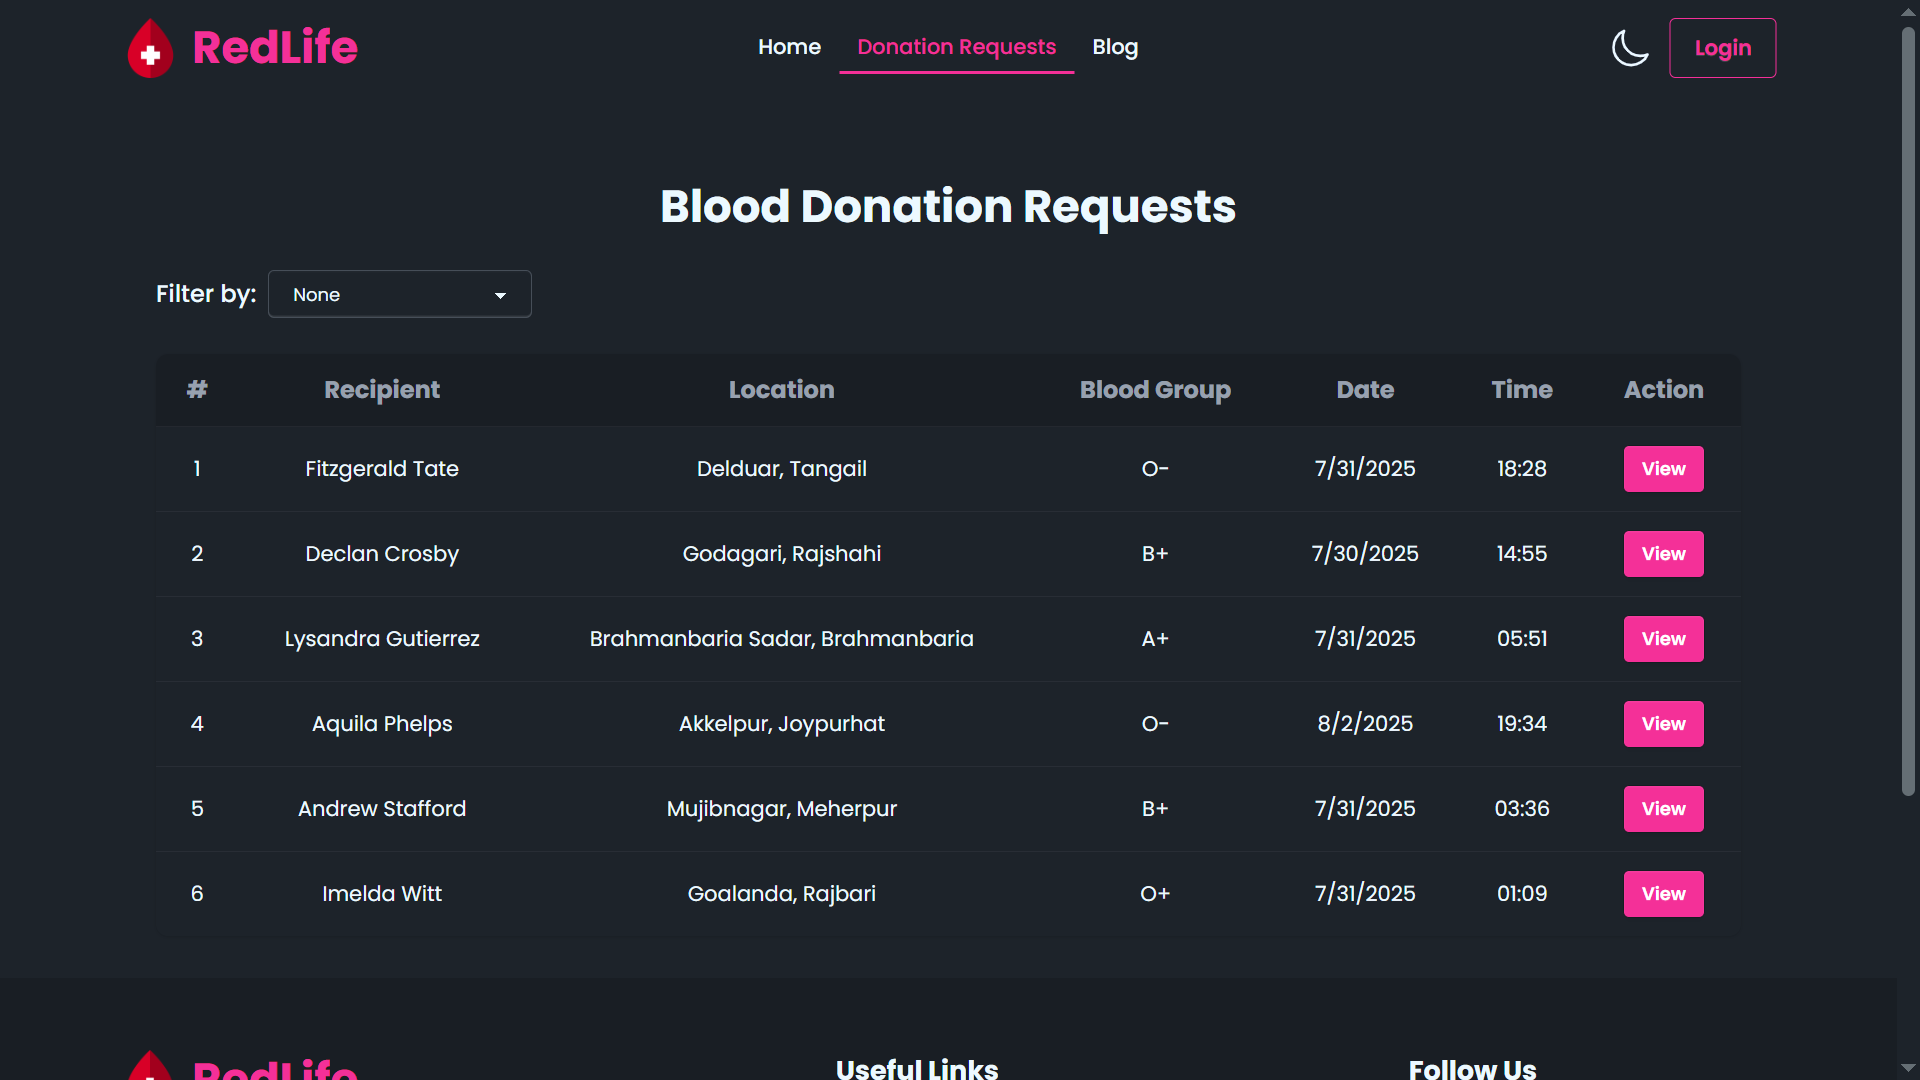 RedLife
Home Donation Requests Blog
Login
Blood Donation Requests
Filter by: None
# Recipient Location Blood Group Date Time Action
1 Fitzgerald Tate Delduar, Tangail O- 7/31/2025 18:28 View
2 Declan Crosby Godagari, Rajshahi B+ 7/30/2025 14:55 View
3 Lysandra Gutierrez Brahmanbaria Sadar, Brahmanbaria A+ 7/31/2025 05:51 View
4 Aquila Phelps Akkelpur, Joypurhat O- 8/2/2025 19:34 View
5 Andrew Stafford Mujibnagar, Meherpur B+ 7/31/2025 03:36 View
6 Imelda Witt Goalanda, Rajbari O+ 7/31/2025 01:09 View
RedLife Useful Links Follow Us